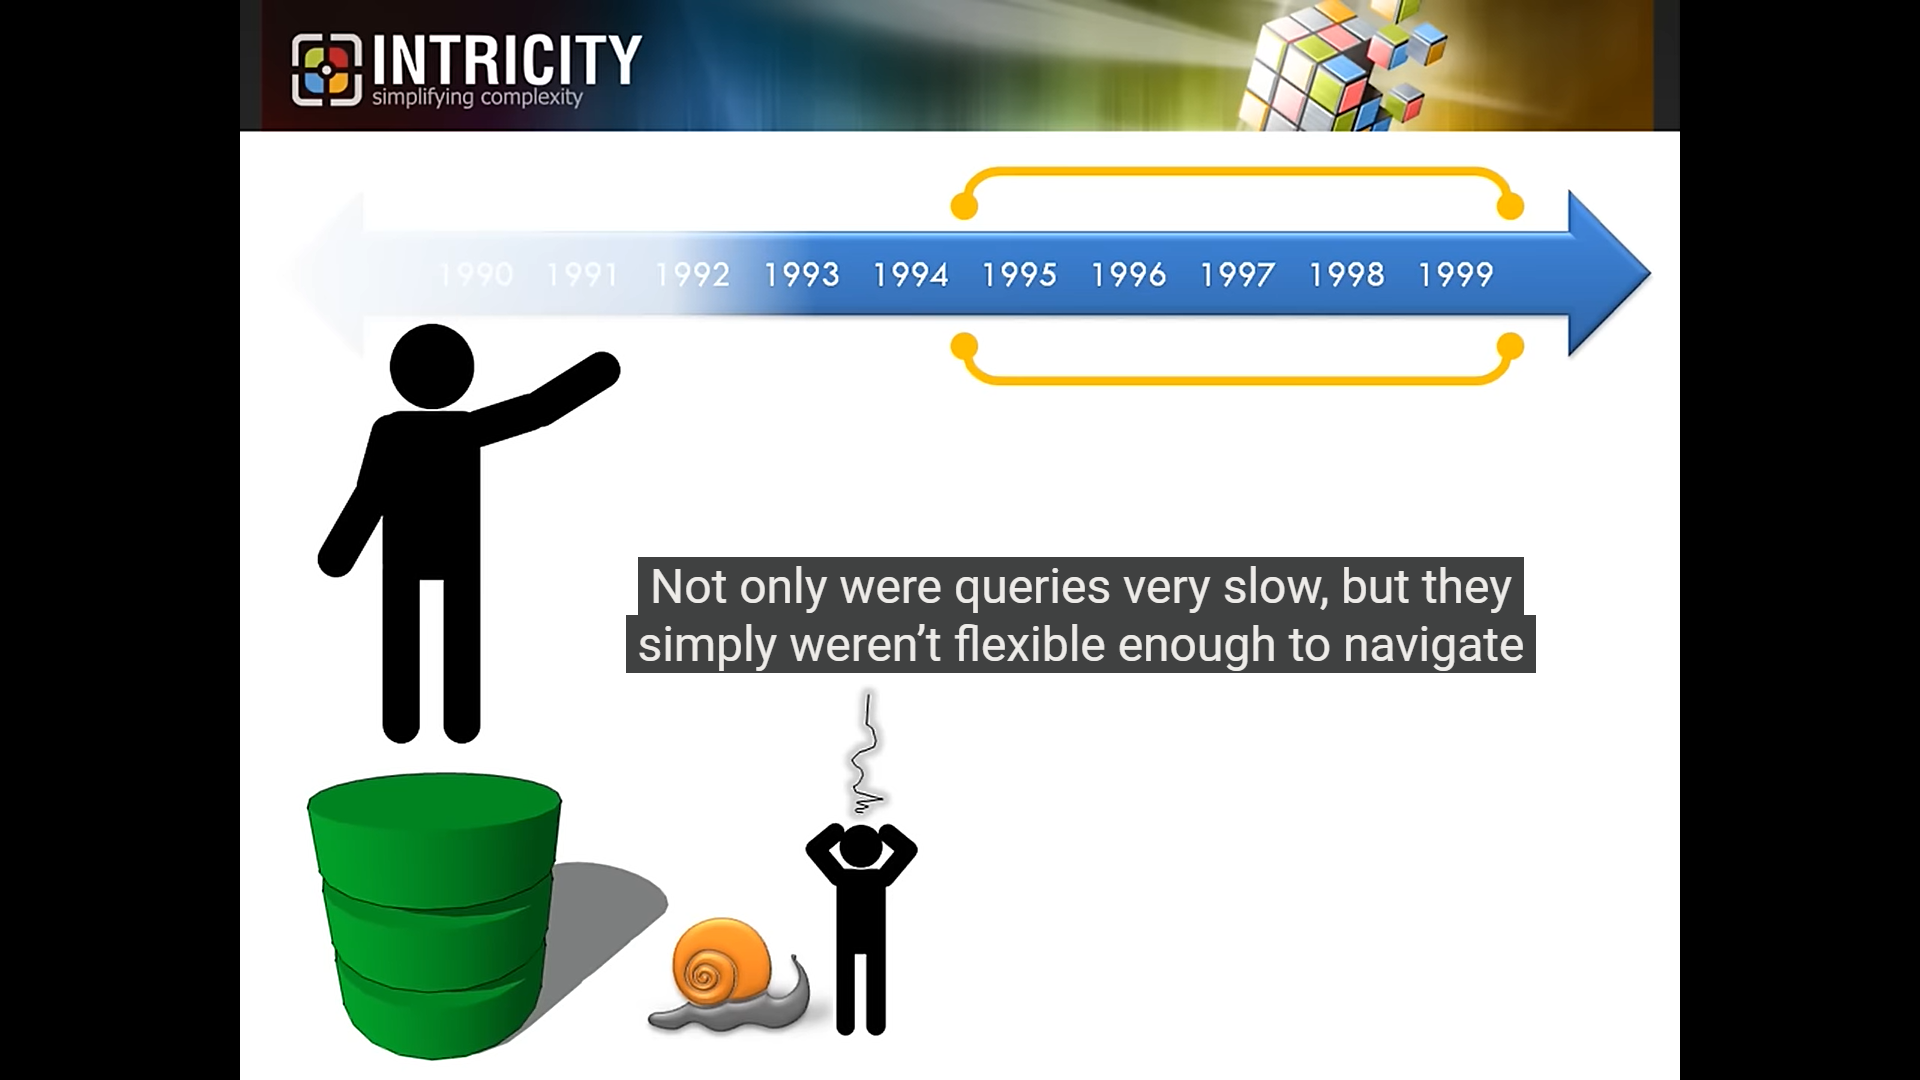 INTRICITY
simplifying complexity
1990 1991 1992 1993 1994 1995 1996 1997 1998 1999
Not only were queries very slow, but they
simply weren’t flexible enough to navigate